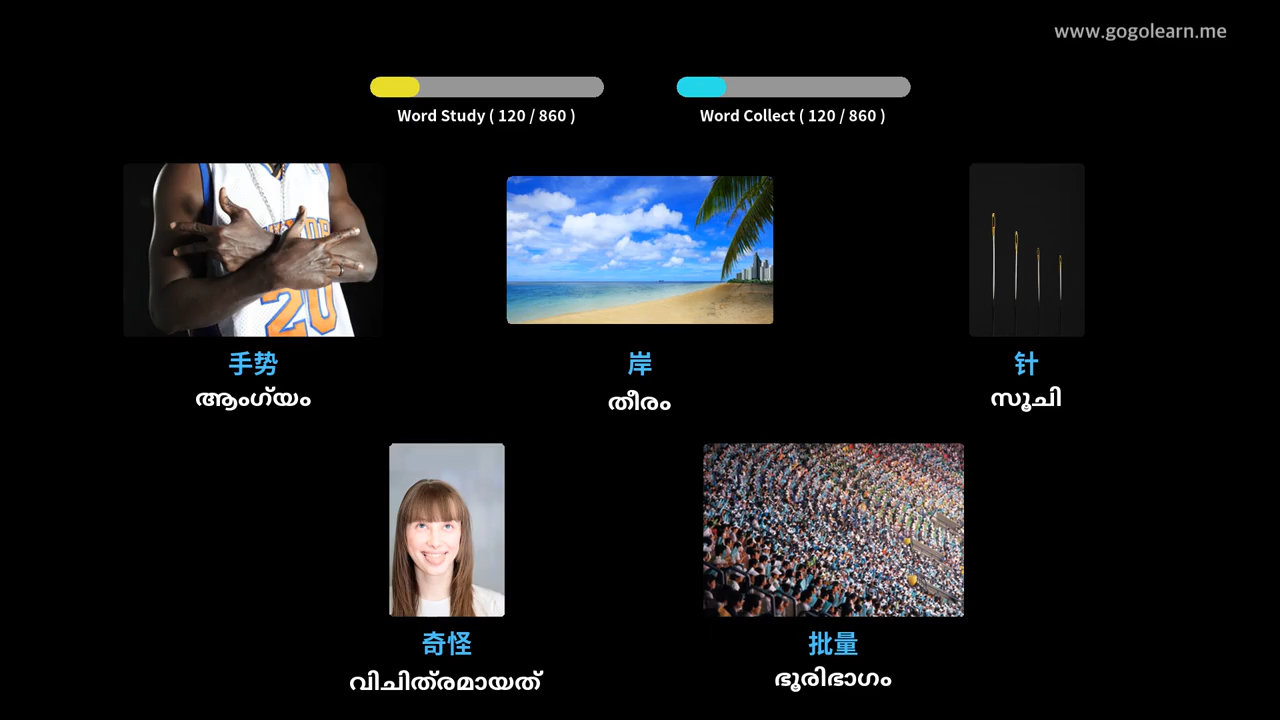 www.gogolearn.me
Word Study ( 120 / 860 )
Word Collect ( 120 / 860 )
20
手势
ആംഗ്യം
岸
തീരം
针
സൂചി
奇怪
വിചിത്രമായത്
批量
ഭൂരിഭാഗം